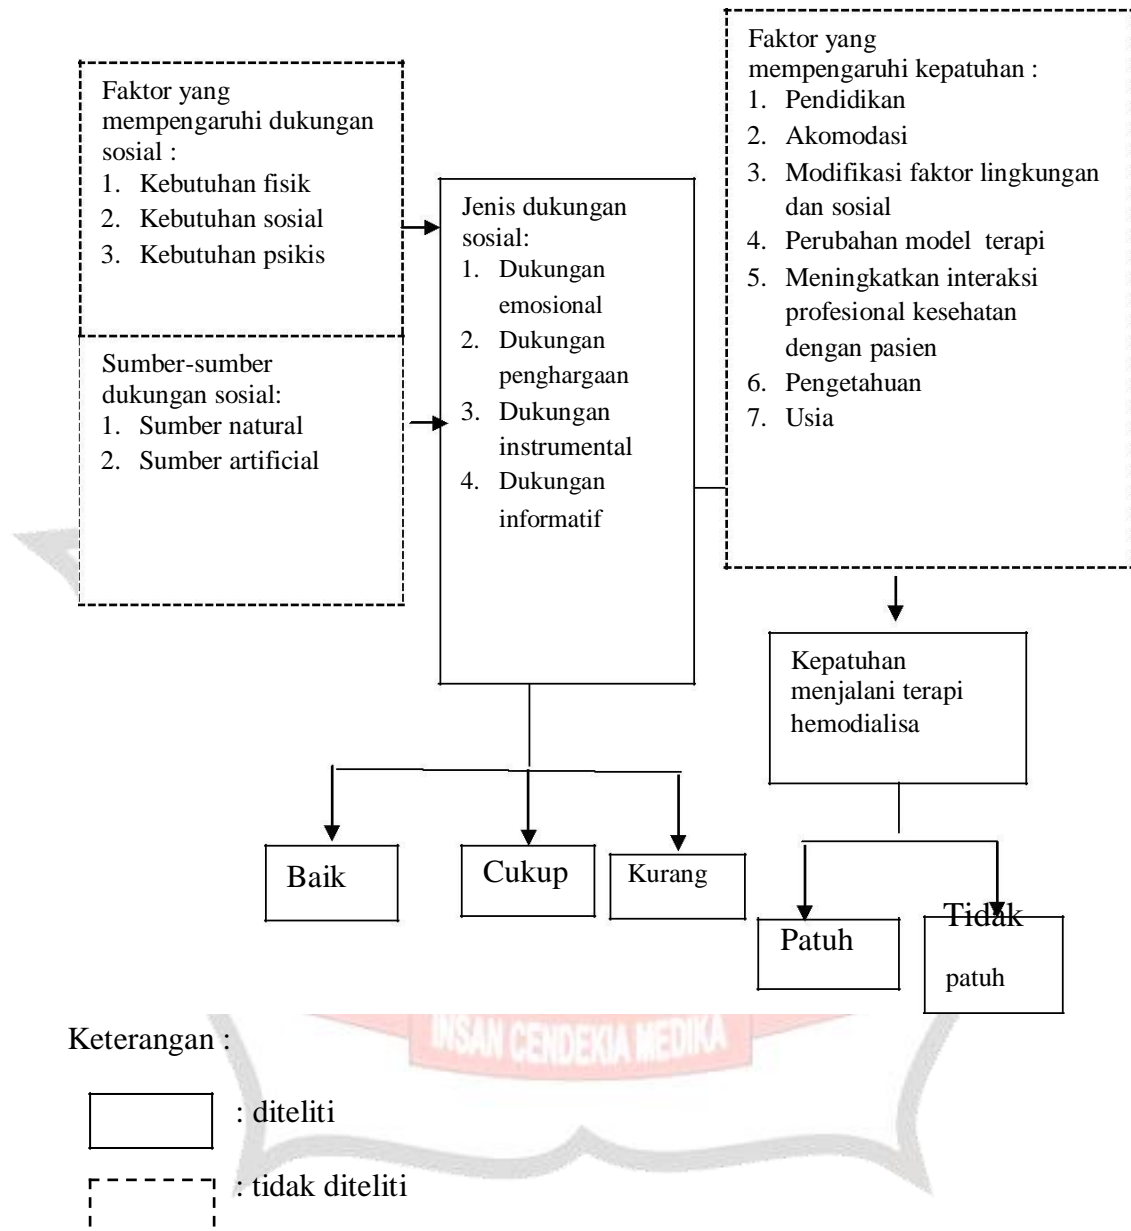 Faktor yang
mempengaruhi dukungan
sosial :
1. Kebutuhan fisik
2. Kebutuhan sosial
3. Kebutuhan psikis
Sumber-sumber
dukungan sosial:
1. Sumber natural
2. Sumber artificial
Jenis dukungan
sosial:
1. Dukungan
emosional
2. Dukungan
penghargaan
3. Dukungan
instrumental
4. Dukungan
informatif
Faktor yang
mempengaruhi kepatuhan :
1. Pendidikan
2. Akomodasi
3. Modifikasi faktor lingkungan
dan sosial
4. Perubahan model terapi
5. Meningkatkan interaksi
profesional kesehatan
dengan pasien
6. Pengetahuan
7. Usia
Kepatuhan
menjalani terapi
hemodialisa
Baik
Cukup
Kurang
Patuh
Tidak
patuh
INSAN CENDEKIA MEDIKA
Keterangan :
: diteliti
: tidak diteliti